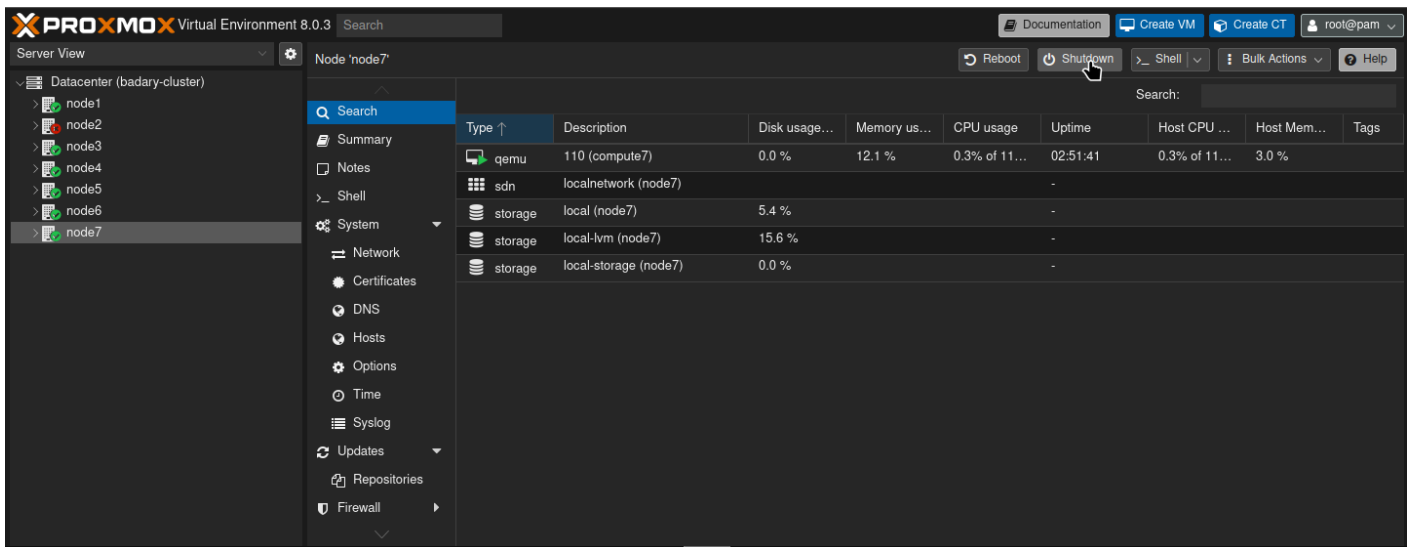 PROXMOX Virtual Environment 8.0.3 Search Documentation Create VM Create CT root@pam
Server View
Node 'node7' Reboot Shutdown Shell Bulk Actions Help
Datacenter (badary-cluster)
node1
node2
node3
node4
node5
node6
node7
Search
Summary
Notes
Shell
System
Network
Certificates
DNS
Hosts
Options
Time
Syslog
Updates
Repositories
Firewall
Search:
Type Description Disk usage... Memory us... CPU usage Uptime Host CPU ... Host Mem... Tags
qemu 110 (compute7) 0.0 % 12.1 % 0.3% of 11... 02:51:41 0.3% of 11... 3.0 %
sdn localnetwork (node7) -
storage local (node7) 5.4 % -
storage local-lvm (node7) 15.6 % -
storage local-storage (node7) 0.0 % -